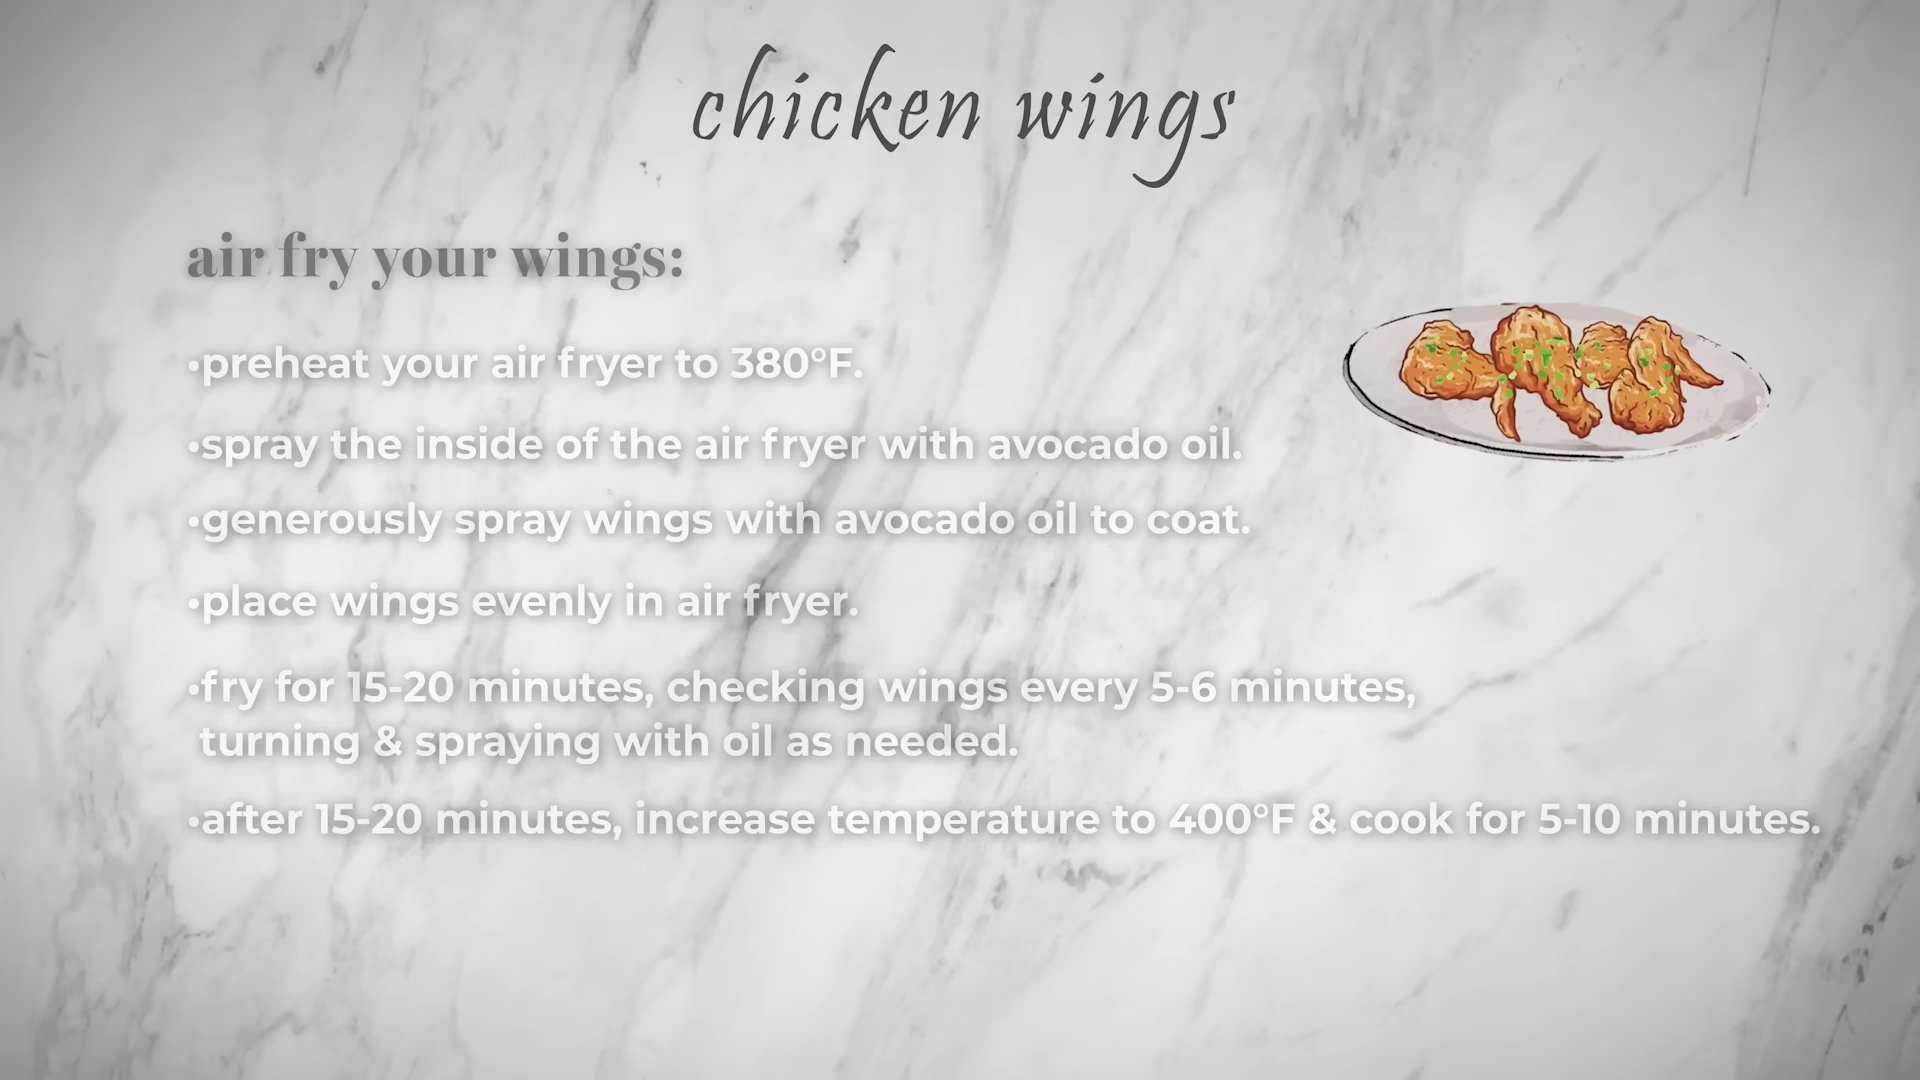 chicken wings
air fry your wings:
•preheat your air fryer to 380°F.
•spray the inside of the air fryer with avocado oil.
•generously spray wings with avocado oil to coat.
•place wings evenly in air fryer.
•fry for 15-20 minutes, checking wings every 5-6 minutes,
turning & spraying with oil as needed.
•after 15-20 minutes, increase temperature to 400°F & cook for 5-10 minutes.